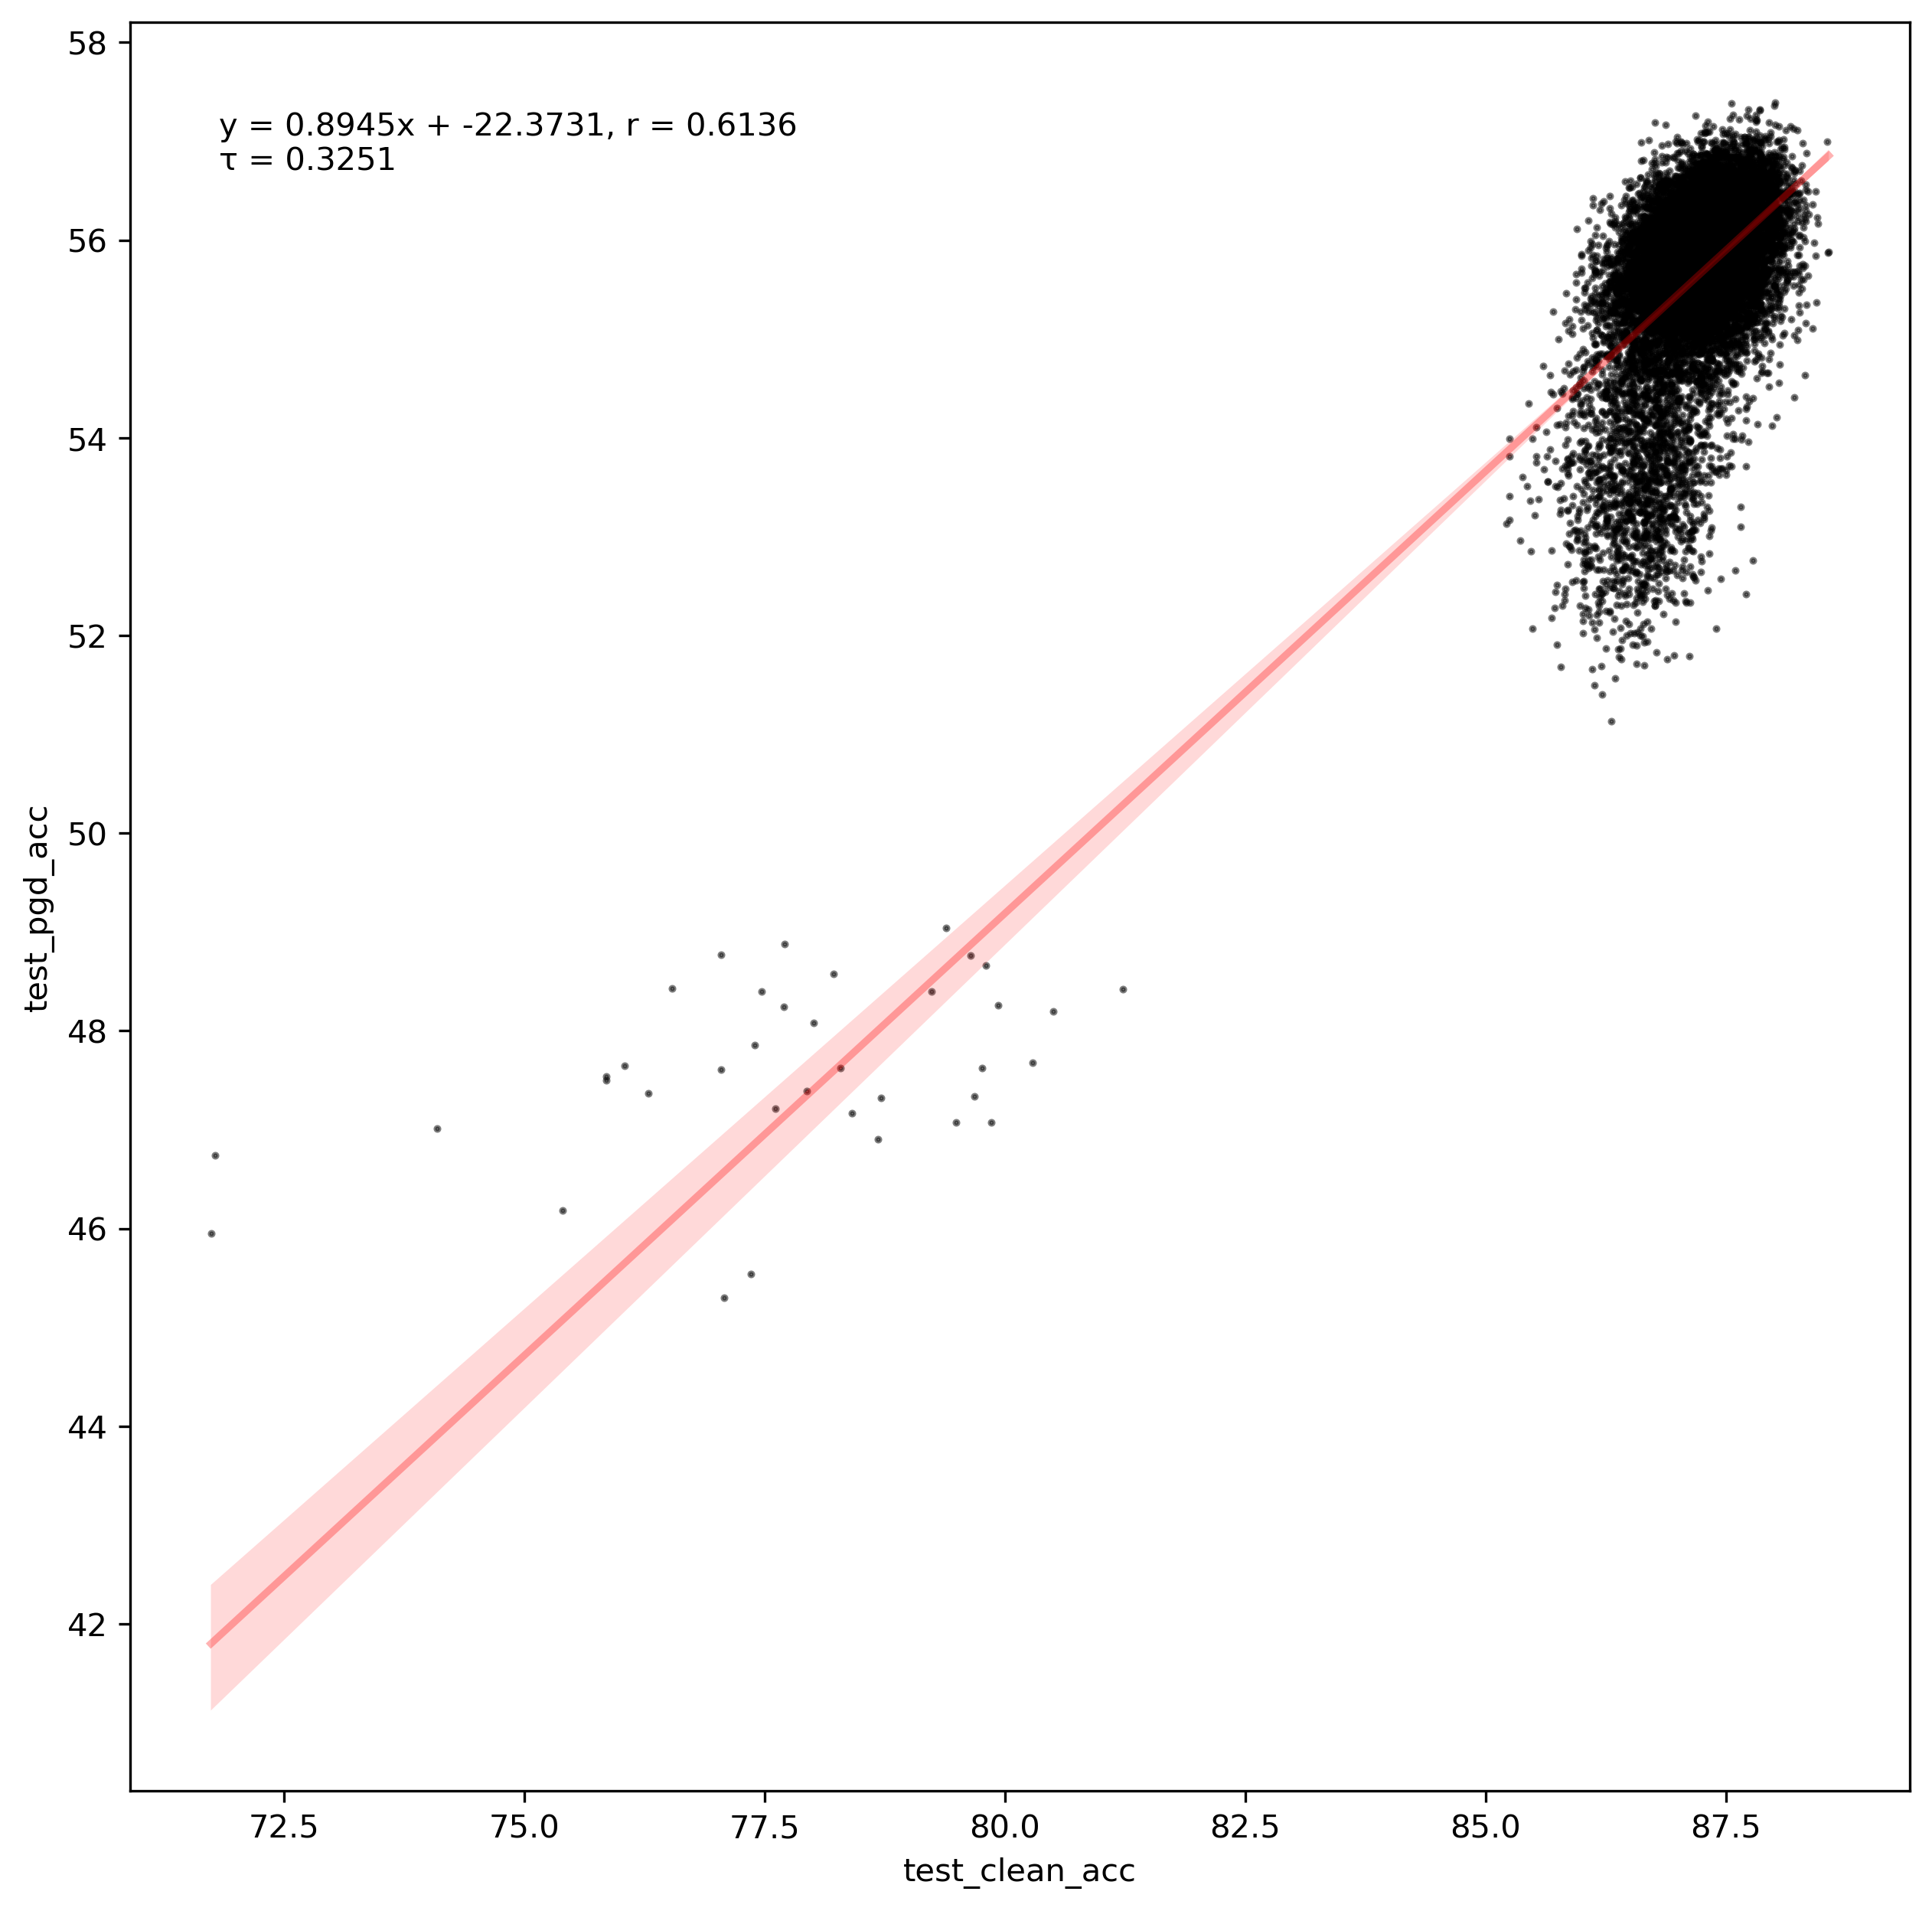 y = 0.8945x + -22.3731, r = 0.6136
τ = 0.3251
58
56
54
52
50
48
46
44
42
test_pgd_acc
72.5 75.0 77.5 80.0 82.5 85.0 87.5
test_clean_acc